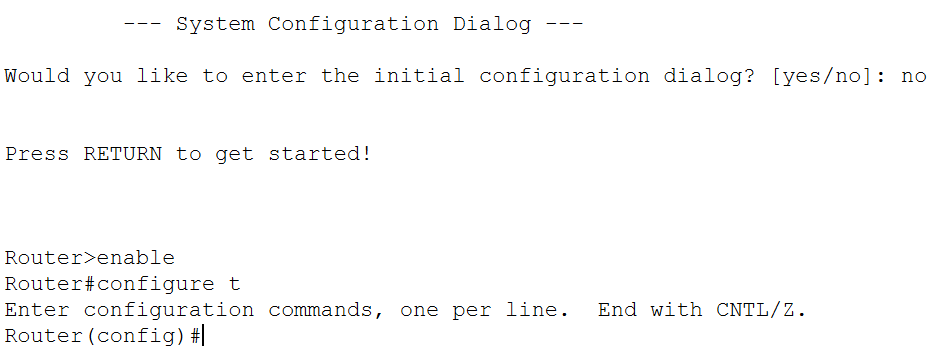 --- System Configuration Dialog ---
Would you like to enter the initial configuration dialog? [yes/no]: no
Press RETURN to get started!
Router>enable
Router#configure t
Enter configuration commands, one per line.  End with CNTL/Z.
Router(config)#